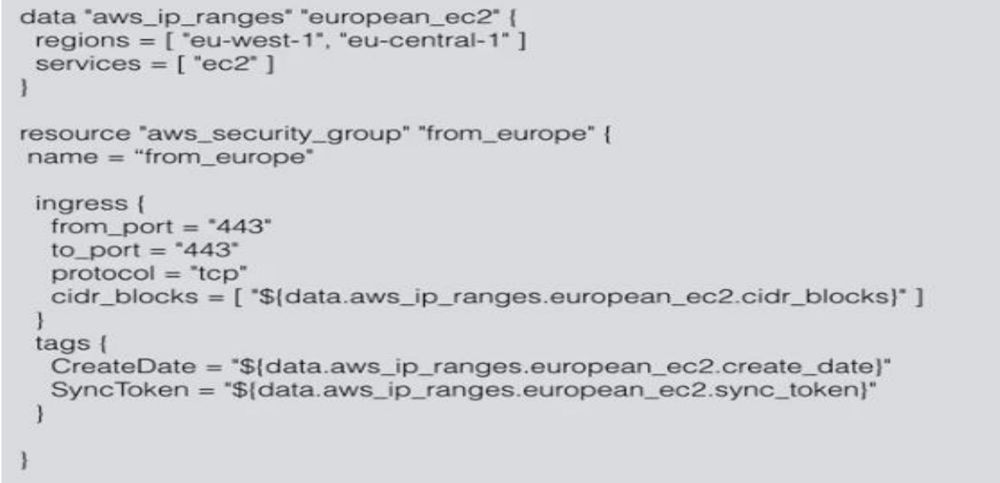 data "aws_ip_ranges" "european_ec2" {
regions = [ "eu-west-1", "eu-central-1" ]
services = [ "ec2" ]
}
resource "aws_security_group" "from_europe" {
name = “from_europe"
ingress {
from_port = "443"
to_port = "443"
protocol = "tcp"
cidr_blocks = [ "${data.aws_ip_ranges.european_ec2.cidr_blocks}" ]
}
tags {
CreateDate = "${data.aws_ip_ranges.european_ec2.create_date}"
SyncToken = "${data.aws_ip_ranges.european_ec2.sync_token}"
}
}